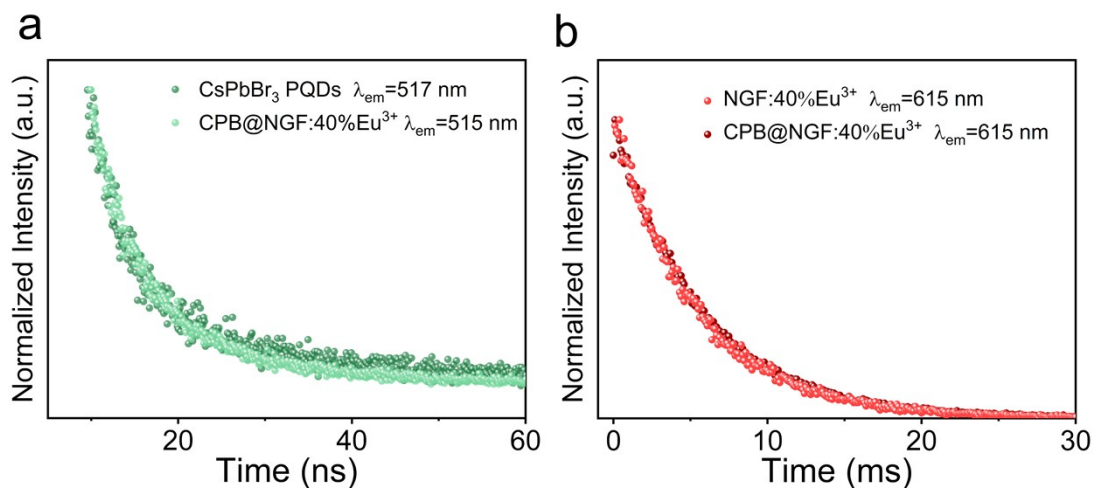 a
Normalized Intensity (a.u.)
CsPbBr₃ PQDs λem=517 nm
CPB@NGF:40%Eu³⁺ λem=515 nm
20
40
60
Time (ns)
b
Normalized Intensity (a.u.)
NGF:40%Eu³⁺ λem=615 nm
CPB@NGF:40%Eu³⁺ λem=615 nm
0
10
20
30
Time (ms)